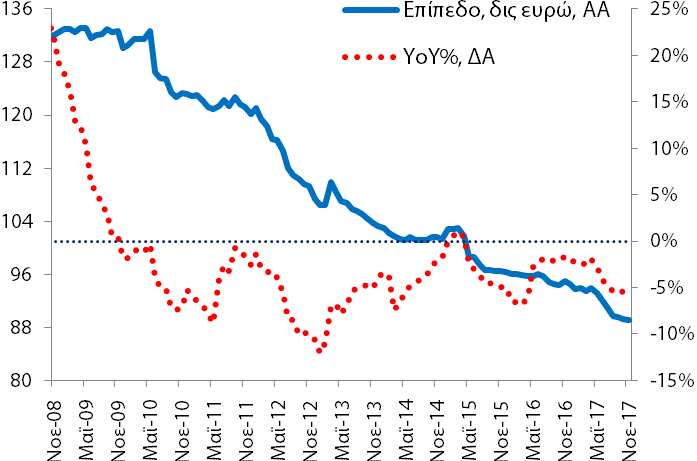 Επίπεδο, δις ευρώ, ΑΑ
YoY%, ΔΑ
136
128
120
112
104
96
88
80
25%
20%
15%
10%
5%
0%
-5%
-10%
-15%
Νοε-08
Μαϊ-09
Νοε-09
Μαϊ-10
Νοε-10
Μαϊ-11
Νοε-11
Μαϊ-12
Νοε-12
Μαϊ-13
Νοε-13
Μαϊ-14
Νοε-14
Μαϊ-15
Νοε-15
Μαϊ-16
Νοε-16
Μαϊ-17
Νοε-17